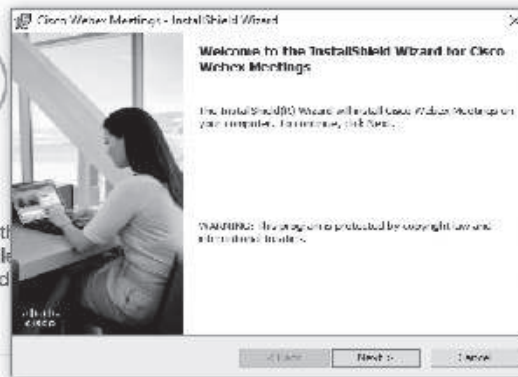 Cisco Webex Meetings - InstallShield Wizard
Welcome to the InstallShield Wizard for Cisco
Webex Meetings
The InstallShield(R) Wizard will install Cisco Webex Meetings on
your computer. To continue, click Next.
WARNING: This program is protected by copyright law and
international treaties.
CISCO
< Back
Next >
Cancel